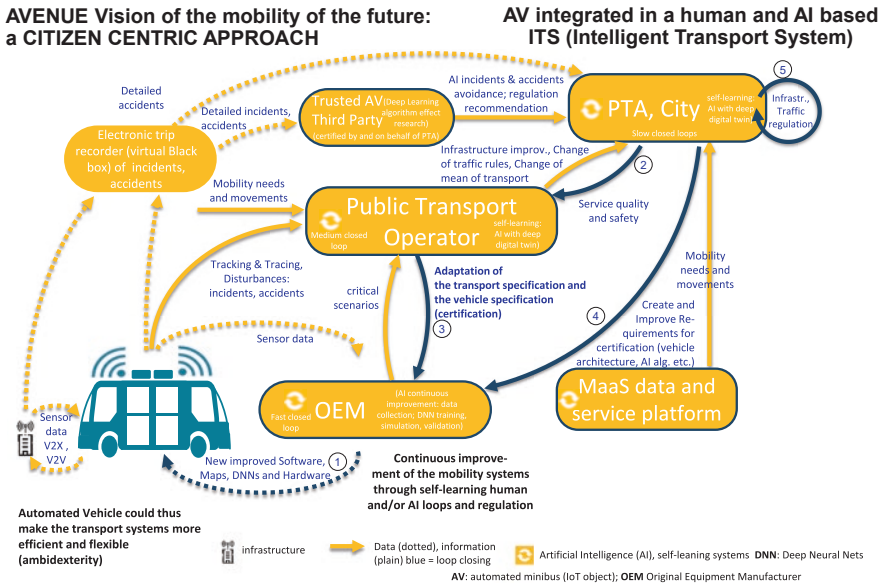 AVENUE Vision of the mobility of the future:
a CITIZEN CENTRIC APPROACH
AV integrated in a human and AI based
ITS (Intelligent Transport System)
Detailed
accidents
Detailed incidents,
accidents
Electronic trip
recorder (virtual Black
box) of incidents,
accidents
Trusted AV (Deep Learning
algorithm effect
Third Party research)
(certified by and on behalf of PTA)
AI incidents & accidents
avoidance; regulation
recommendation
PTA, City
self-learning:
AI with deep
digital twin)
Slow closed loops
5
Infrastr.,
Traffic
regulation
Infrastructure improv., Change
of traffic rules, Change of
mean of transport
2
Service quality
and safety
Mobility needs
and movements
Public Transport
Operator
Medium closed
loop
self-learning:
AI with deep
digital twin)
Tracking & Tracing,
Disturbances:
incidents, accidents
critical
scenarios
Adaptation of
the transport specification and
the vehicle specification
(certification)
3
4
Mobility
needs and
movements
Create and
Improve Re-
quirements for
certification (vehicle
architecture, AI alg. etc.)
Sensor data
OEM
Fast closed
loop
(AI continuous
improvement: data
collection; DNN training,
simulation, validation)
MaaS data and
service platform
Sensor
data
V2X ,
V2V
New improved Software,
Maps, DNNs and Hardware
1
Continuous improve-
ment of the mobility systems
through self-learning human
and/or AI loops and regulation
Automated Vehicle could thus
make the transport systems more
efficient and flexible
(ambidexterity)
infrastructure
Data (dotted), information
(plain) blue = loop closing
Artificial Intelligence (AI), self-leaning systems DNN: Deep Neural Nets
AV: automated minibus (IoT object); OEM Original Equipment Manufacturer